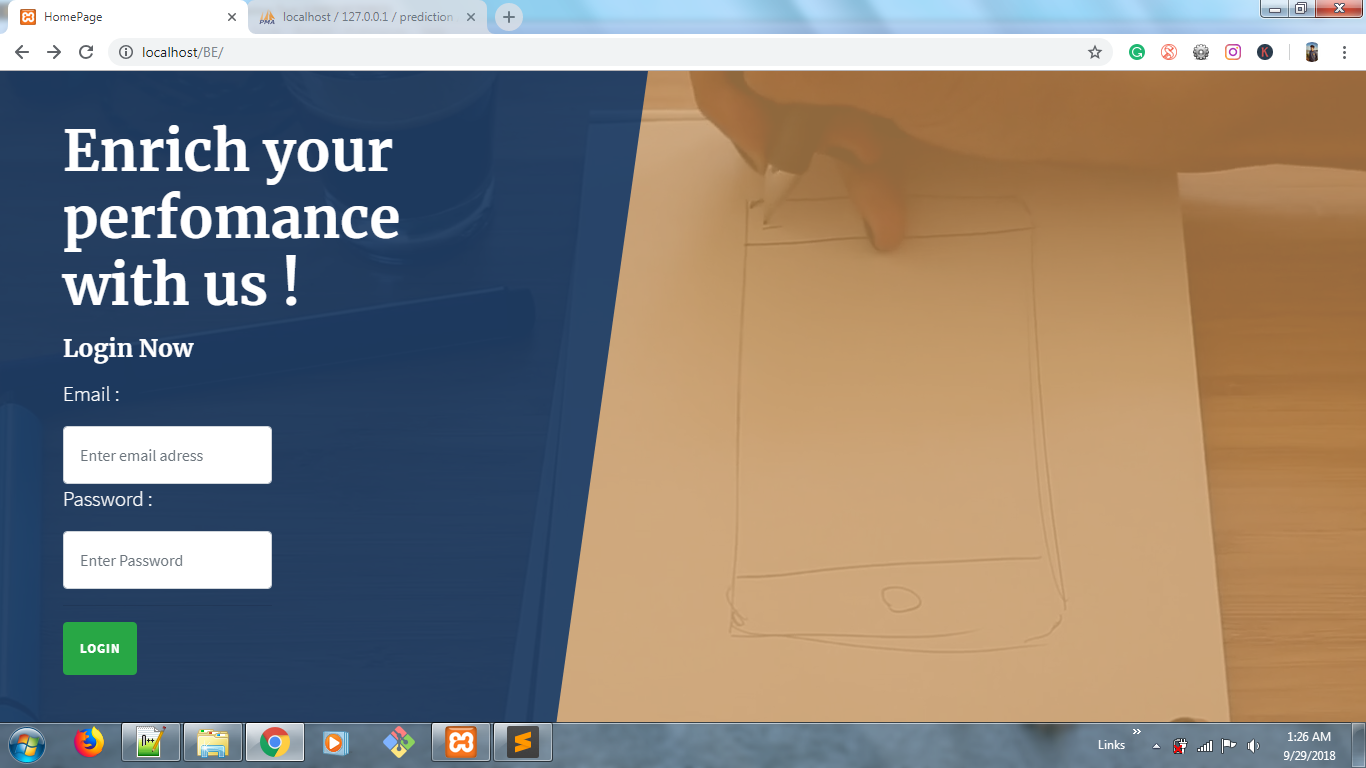 HomePage
localhost / 127.0.0.1 / prediction
PMA
localhost/BE/
Enrich your
perfomance
with us !
Login Now
Email :
Enter email adress
Password :
Enter Password
LOGIN
Links
1:26 AM
9/29/2018